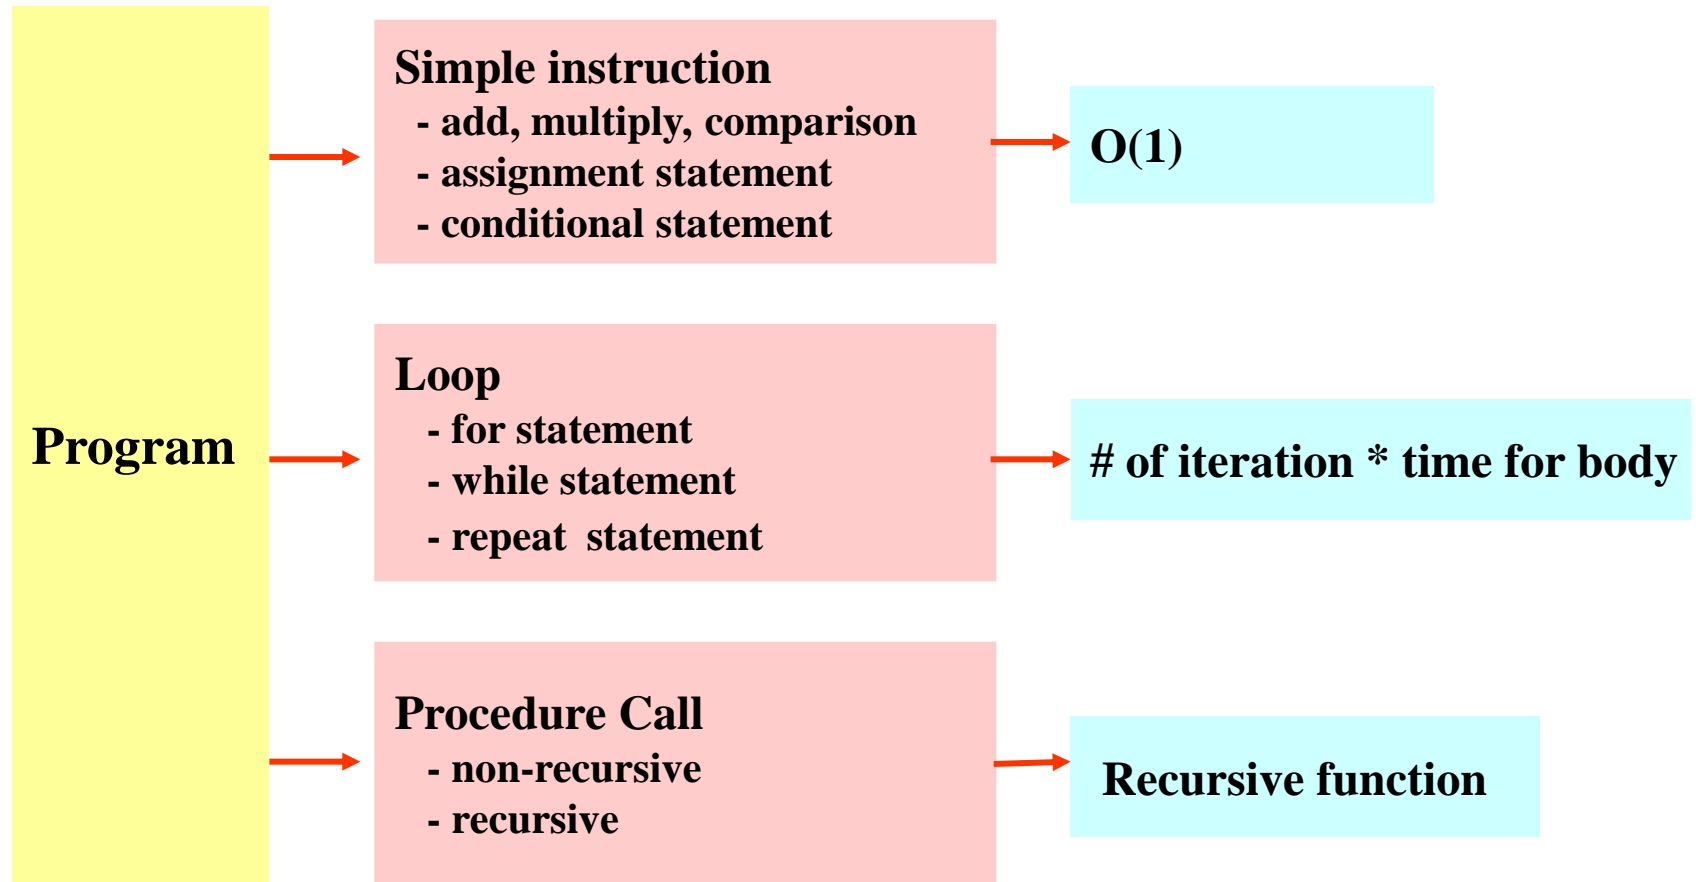 Program
Simple instruction
- add, multiply, comparison
- assignment statement
- conditional statement
O(1)
Loop
- for statement
- while statement
- repeat statement
# of iteration * time for body
Procedure Call
- non-recursive
- recursive
Recursive function